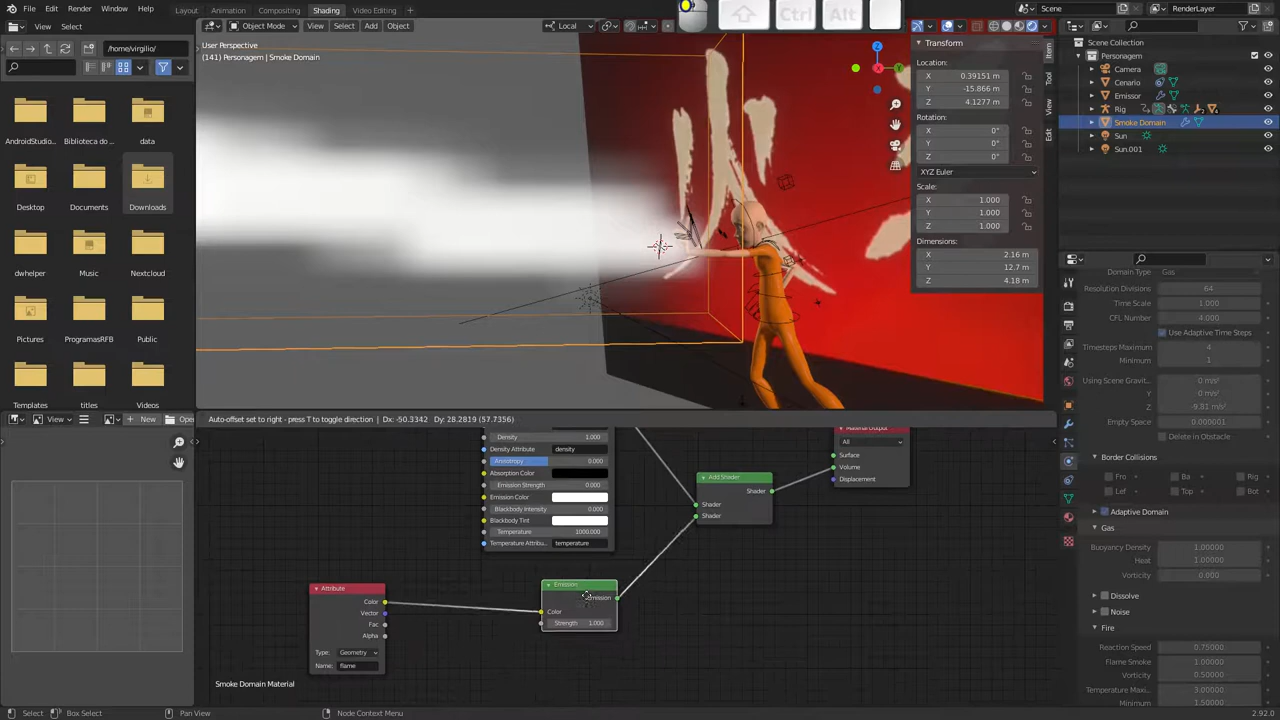 File Edit Render Window Help Layout Animation Compositing Shading Video Editing Scene RenderLayer
View Select Object Mode View Select Add Object Local Ctrl Alt
/home/virgilio/
AndroidStudio... Biblioteca do ... data
Desktop Documents Downloads
dwhelper Music Nextcloud
Pictures ProgramasRFB Public
Templates titles Videos
User Perspective
(141) Personagem | Smoke Domain
Transform
Location:
X 0.39151 m
Y -15.866 m
Z 4.1277 m
Rotation:
X 0°
Y 0°
Z 0°
XYZ Euler
Scale:
X 1.000
Y 1.000
Z 1.000
Dimensions:
X 2.16 m
Y 12.7 m
Z 4.18 m
Item
Tool
View
Edit
Scene Collection
Personagem
Camera
Cenario
Emissor
Rig
Smoke Domain
Sun
Sun.001
Domain Type: Gas
Resolution Divisions 64
Time Scale 1.000
CFL Number 4.000
Use Adaptive Time Steps
Timesteps Maximum 4
Minimum 1
Using Scene Gravit... 0 m/s²
0 m/s²
-9.81 m/s²
Empty Space 0.000001
Delete in Obstacle
Border Collisions
Fro Ba Rig
Lef Top Bot
Adaptive Domain
Gas
Buoyancy Density 1.00000
Heat 1.00000
Vorticity 0.000
Dissolve
Noise
Fire
Reaction Speed 0.75000
Flame Smoke 1.00000
Vorticity 0.50000
Temperature Maxi... 3.00000
Minimum 1.50000
View New Open
Auto-offset set to right - press T to toggle direction | Dx: -50.3342 Dy: 28.2819 (57.7356)
Density 1.000
Density Attribute density
Anisotropy 0.000
Absorption Color
Emission Strength 0.000
Emission Color
Blackbody Intensity 0.000
Blackbody Tint
Temperature 1000.000
Temperature Attribu... temperature
Add Shader
Shader
Shader
Shader
Material Output
All
Surface
Volume
Displacement
Attribute
Color
Vector
Fac
Alpha
Type: Geometry
Name: flame
Emission
Emission
Color
Strength 1.000
Smoke Domain Material
Select Box Select Pan View Node Context Menu 2.92.0